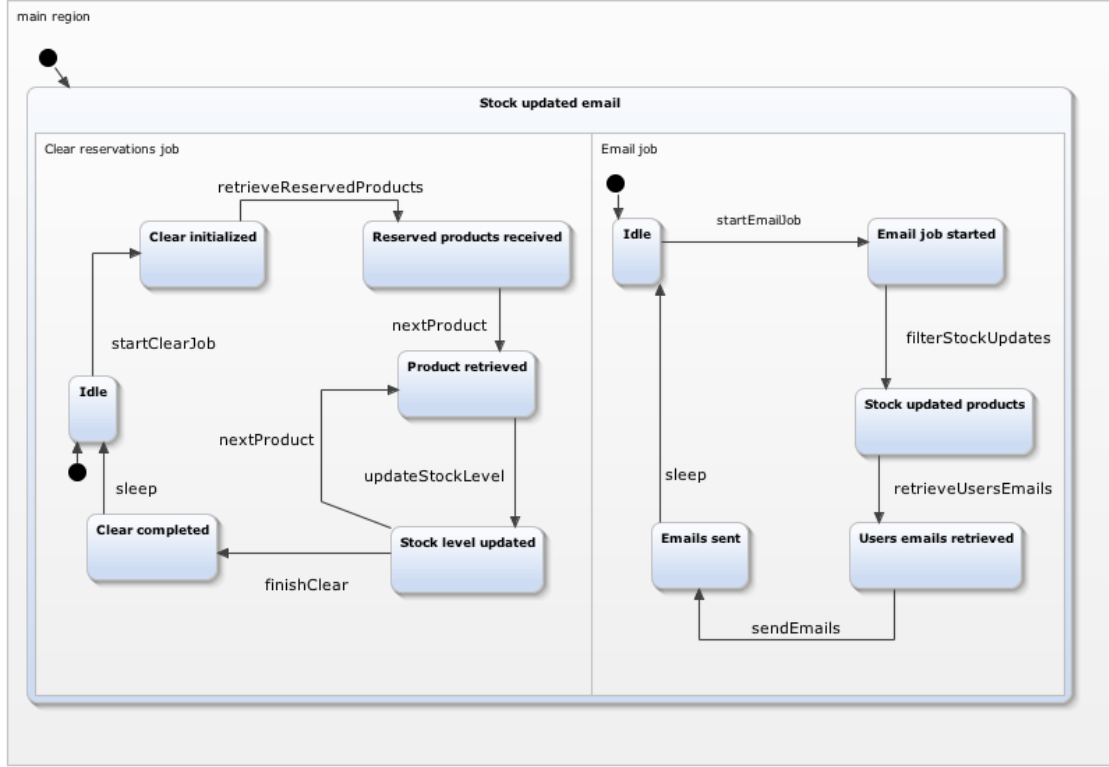 main region
Stock updated email
Clear reservations job
retrieveReservedProducts
Clear initialized
Reserved products received
startClearJob
nextProduct
Product retrieved
Idle
nextProduct
updateStockLevel
sleep
Clear completed
Stock level updated
finishClear
Email job
Idle
startEmailJob
Email job started
filterStockUpdates
Stock updated products
sleep
retrieveUsersEmails
Emails sent
Users emails retrieved
sendEmails